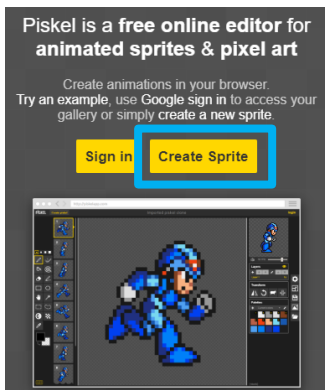 Piskel is a free online editor for
animated sprites & pixel art
Create animations in your browser.
Try an example, use Google sign in to access your
gallery or simply create a new sprite.
Sign in Create Sprite